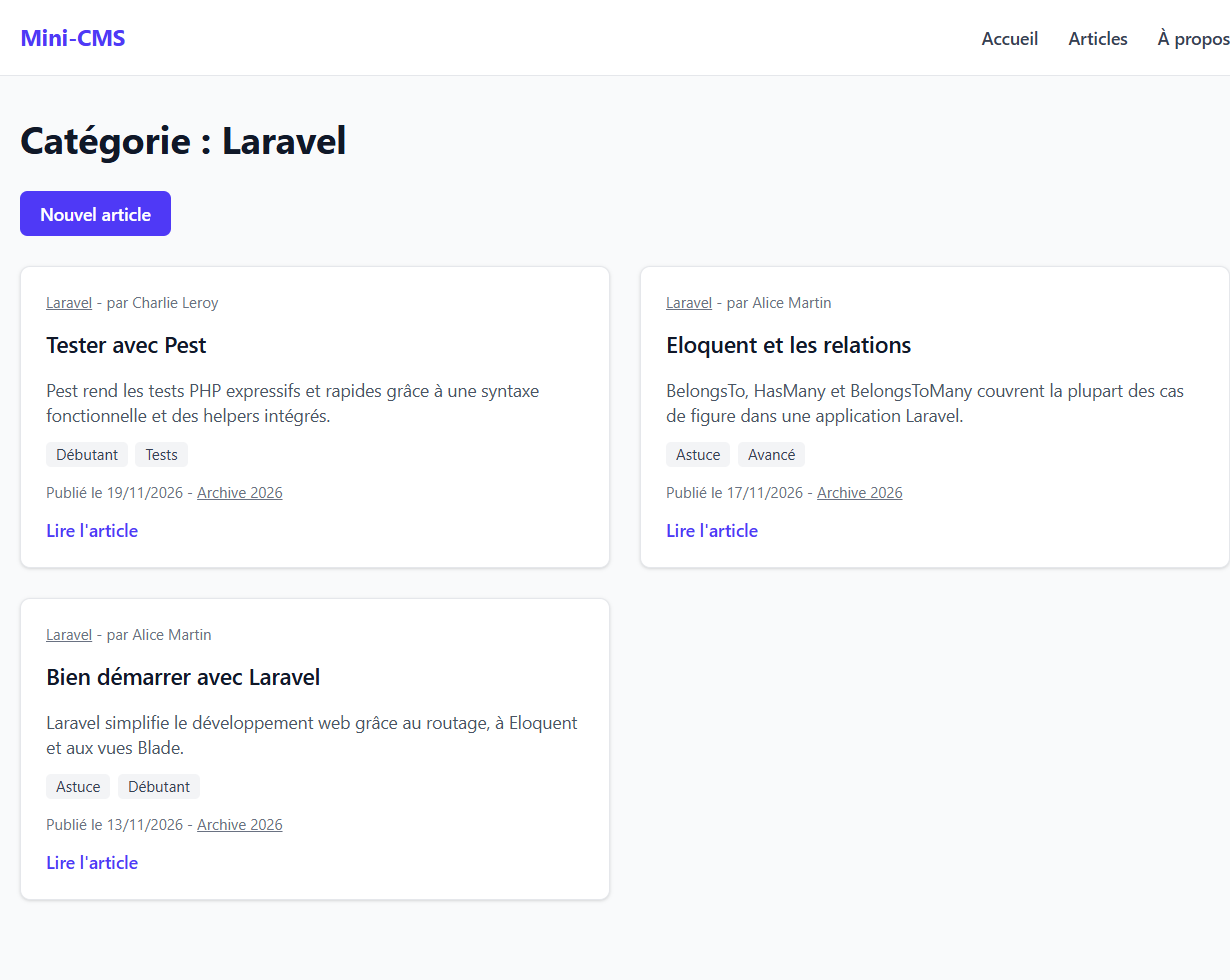 Mini-CMS
Accueil Articles À propos
Catégorie : Laravel
Nouvel article
Laravel - par Charlie Leroy
Tester avec Pest
Pest rend les tests PHP expressifs et rapides grâce à une syntaxe
fonctionnelle et des helpers intégrés.
Débutant Tests
Publié le 19/11/2026 - Archive 2026
Lire l'article
Laravel - par Alice Martin
Eloquent et les relations
BelongsTo, HasMany et BelongsToMany couvrent la plupart des cas
de figure dans une application Laravel.
Astuce Avancé
Publié le 17/11/2026 - Archive 2026
Lire l'article
Laravel - par Alice Martin
Bien démarrer avec Laravel
Laravel simplifie le développement web grâce au routage, à Eloquent
et aux vues Blade.
Astuce Débutant
Publié le 13/11/2026 - Archive 2026
Lire l'article